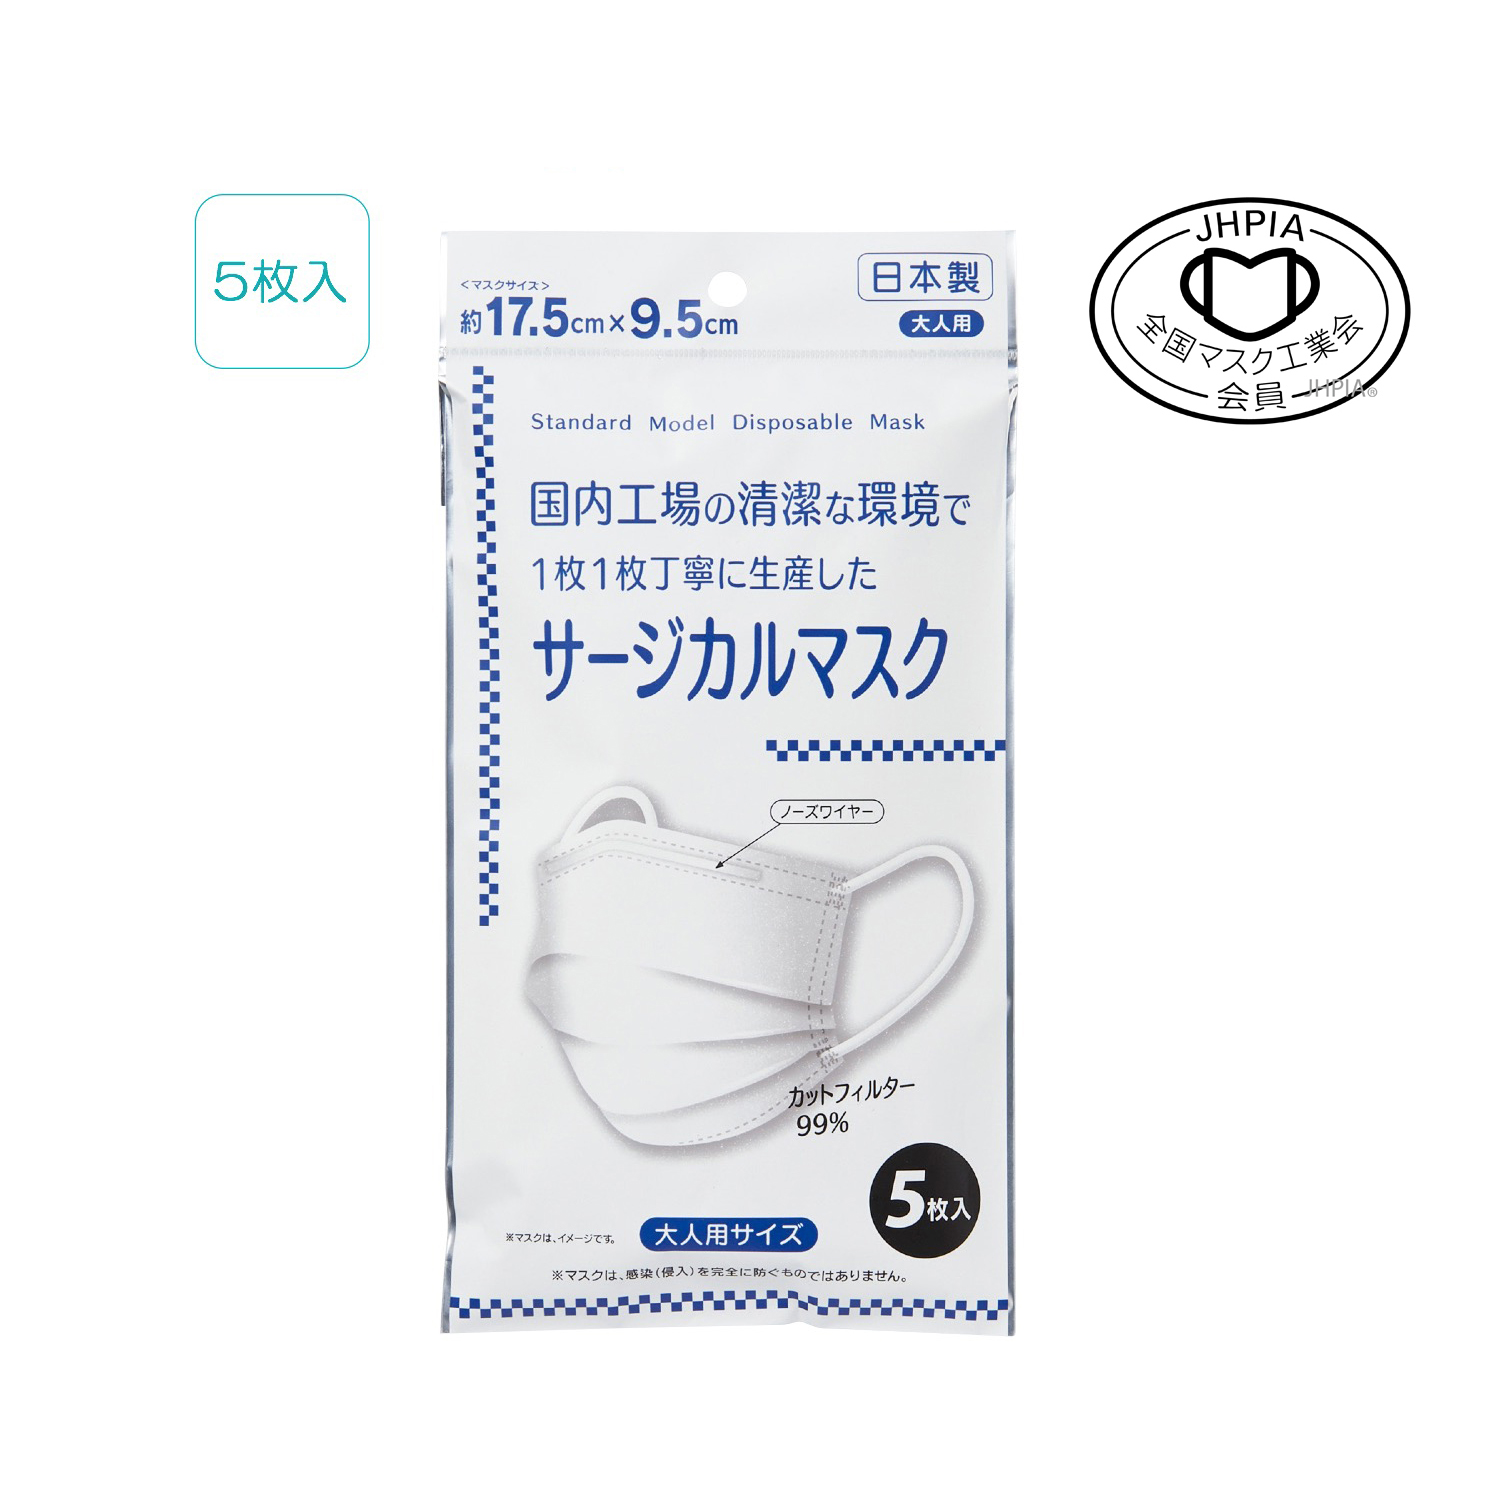 5枚入
JHPIA
全国マスク工業会
会員
JHPIA®
<マスクサイズ>
約17.5cm×9.5cm
日本製
大人用
Standard Model Disposable Mask
国内工場の清潔な環境で
1枚1枚丁寧に生産した
サージカルマスク
ノーズワイヤー
カットフィルター
99%
5枚入
※マスクは、イメージです。
大人用サイズ
※マスクは、感染(侵入)を完全に防ぐものではありません。